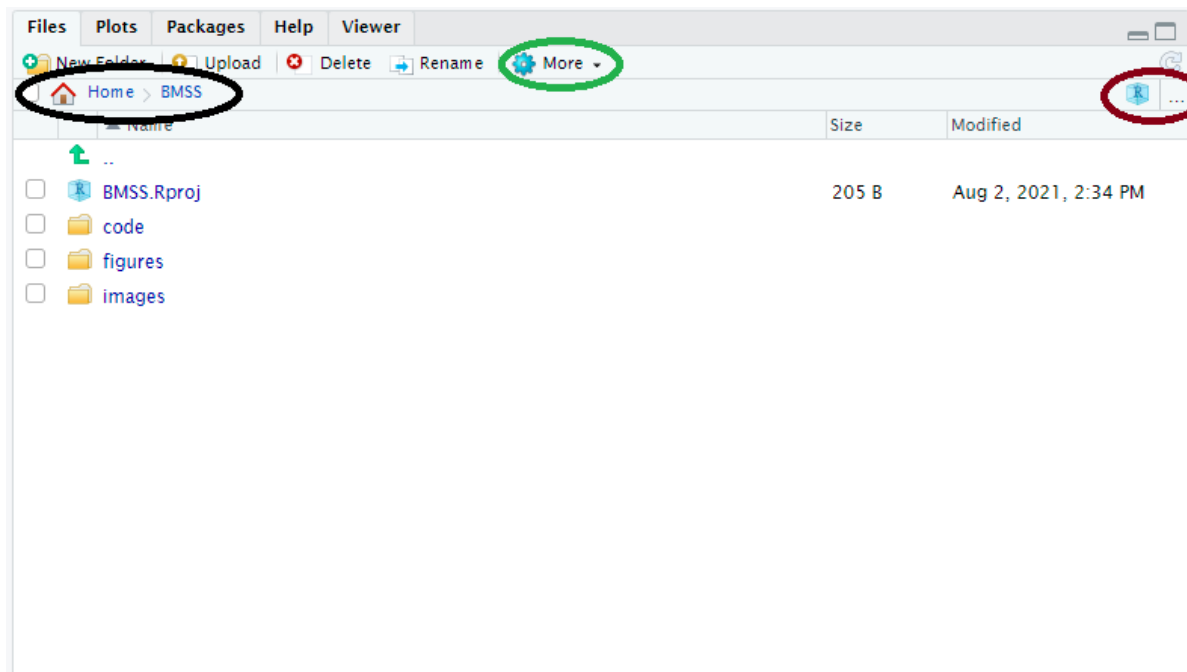 Files Plots Packages Help Viewer
New Folder Upload Delete Rename More
Home > BMSS R ...
Name Size Modified
..
R BMSS.Rproj 205 B Aug 2, 2021, 2:34 PM
code
figures
images